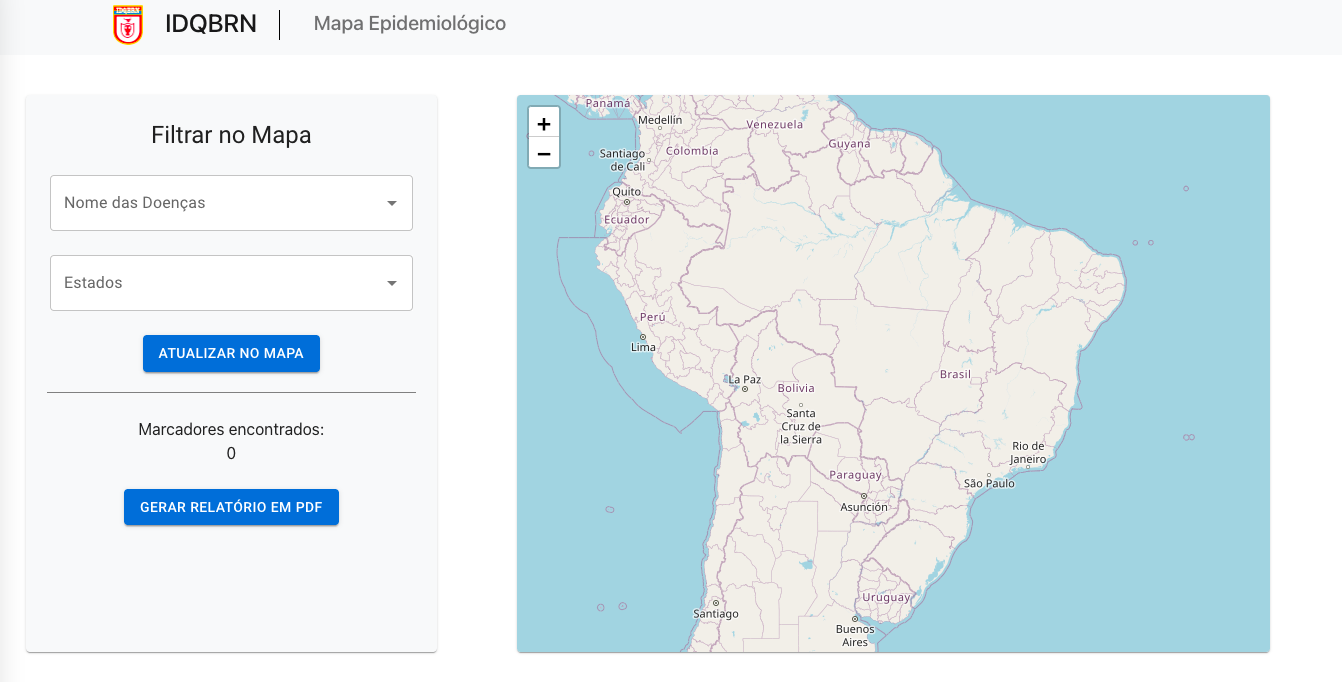 IDQBRN
IDQBRN
Mapa Epidemiológico
Filtrar no Mapa
Nome das Doenças
Estados
ATUALIZAR NO MAPA
Marcadores encontrados:
0
GERAR RELATÓRIO EM PDF
+
−
Panamá
Medellín
Venezuela
Guyana
Santiago
de Cali
Colombia
Quito
Ecuador
Perú
Lima
La Paz
Bolivia
Brasil
Santa
Cruz de
la Sierra
Rio de
Janeiro
Paraguay
São Paulo
Asunción
Uruguay
Santiago
Buenos
Aires